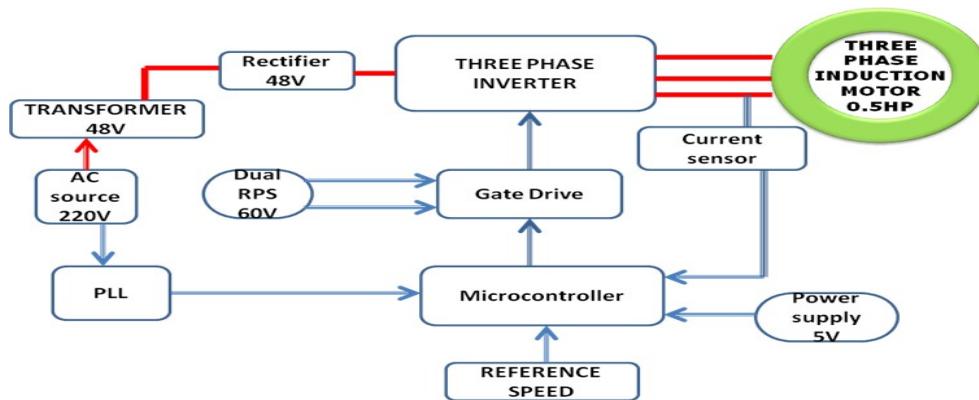 Rectifier
48V
THREE PHASE
INVERTER
THREE
PHASE
INDUCTION
MOTOR
0.5HP
TRANSFORMER
48V
Current
sensor
AC
source
220V
Dual
RPS
60V
Gate Drive
PLL
Microcontroller
Power
supply
5V
REFERENCE
SPEED